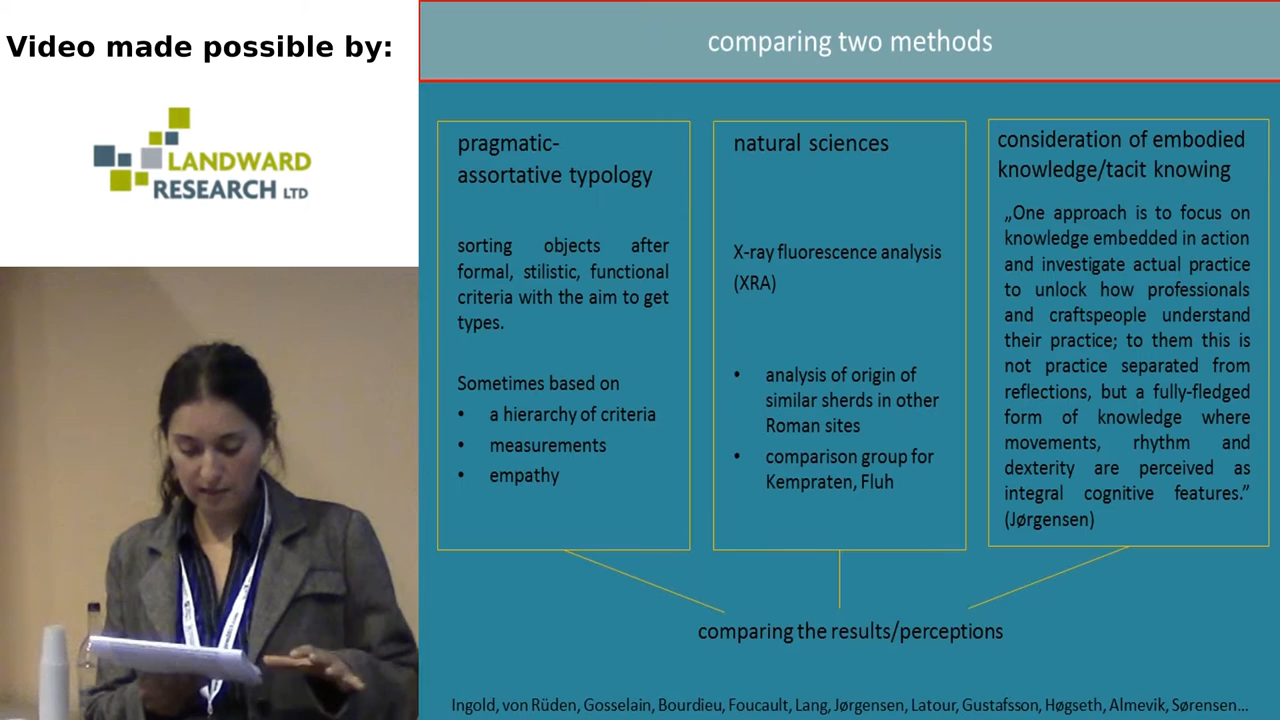 Video made possible by:
LANDWARD
RESEARCH LTD
comparing two methods
pragmatic-
assortative typology
sorting objects after
formal, stilistic, functional
criteria with the aim to get
types.
Sometimes based on
• a hierarchy of criteria
• measurements
• empathy
natural sciences
X-ray fluorescence analysis
(XRA)
• analysis of origin of
similar sherds in other
Roman sites
• comparison group for
Kempraten, Fluh
consideration of embodied
knowledge/tacit knowing
„One approach is to focus on
knowledge embedded in action
and investigate actual practice
to unlock how professionals
and craftspeople understand
their practice; to them this is
not practice separated from
reflections, but a fully-fledged
form of knowledge where
movements, rhythm and
dexterity are perceived as
integral cognitive features.”
(Jørgensen)
comparing the results/perceptions
Ingold, von Rüden, Gosselain, Bourdieu, Foucault, Lang, Jørgensen, Latour, Gustafsson, Høgseth, Almevik, Sørensen...